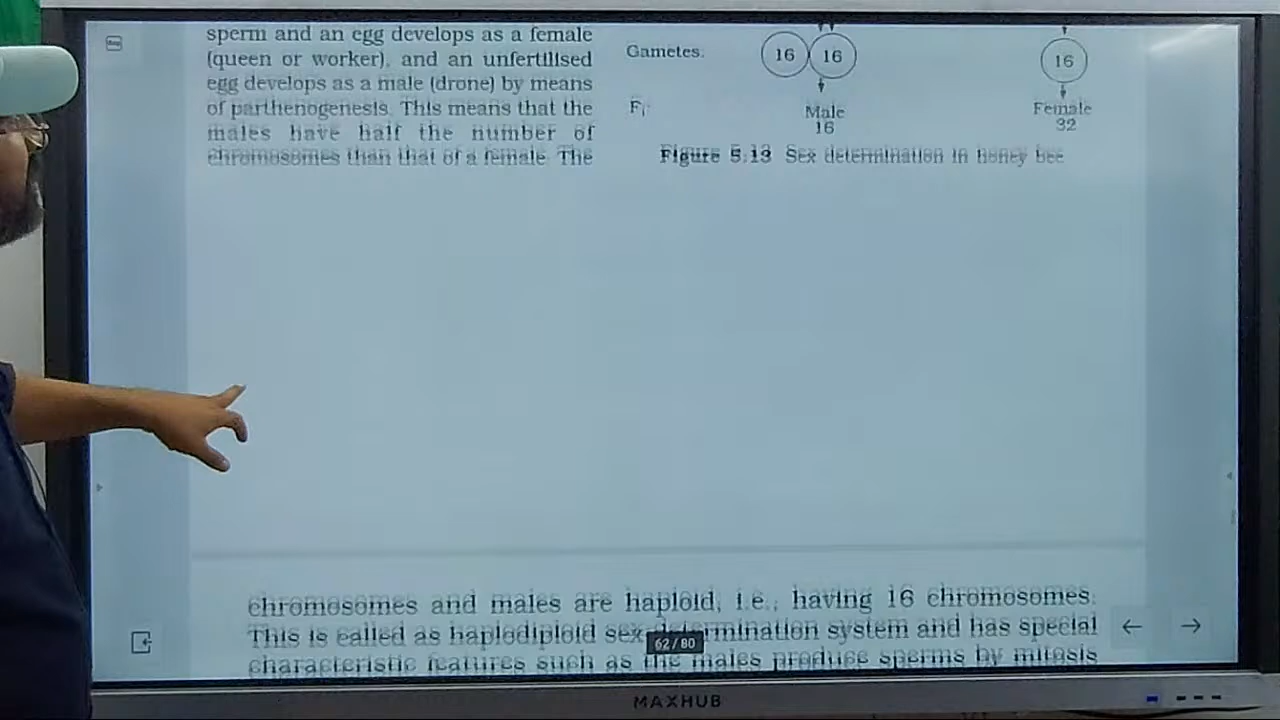 sperm and an egg develops as a female
(queen or worker), and an unfertilised
egg develops as a male (drone) by means
of parthenogenesis. This means that the
males have half the number of
chromosomes than that of a female. The
Gametes:
16 16
16
F₁:
Male
16
Female
32
Figure 5.13 Sex determination in honey bee
chromosomes and males are haploid, i.e., having 16 chromosomes.
This is called as haplodiploid sex-determination system and has special
characteristic features such as the males produce sperms by mitosis
62 / 80
MAXHUB